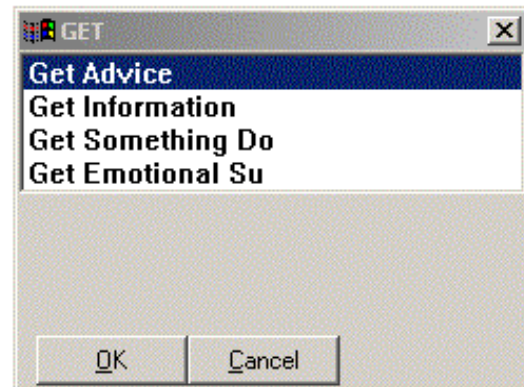 GET
Get Advice
Get Information
Get Something Do
Get Emotional Su
OK Cancel